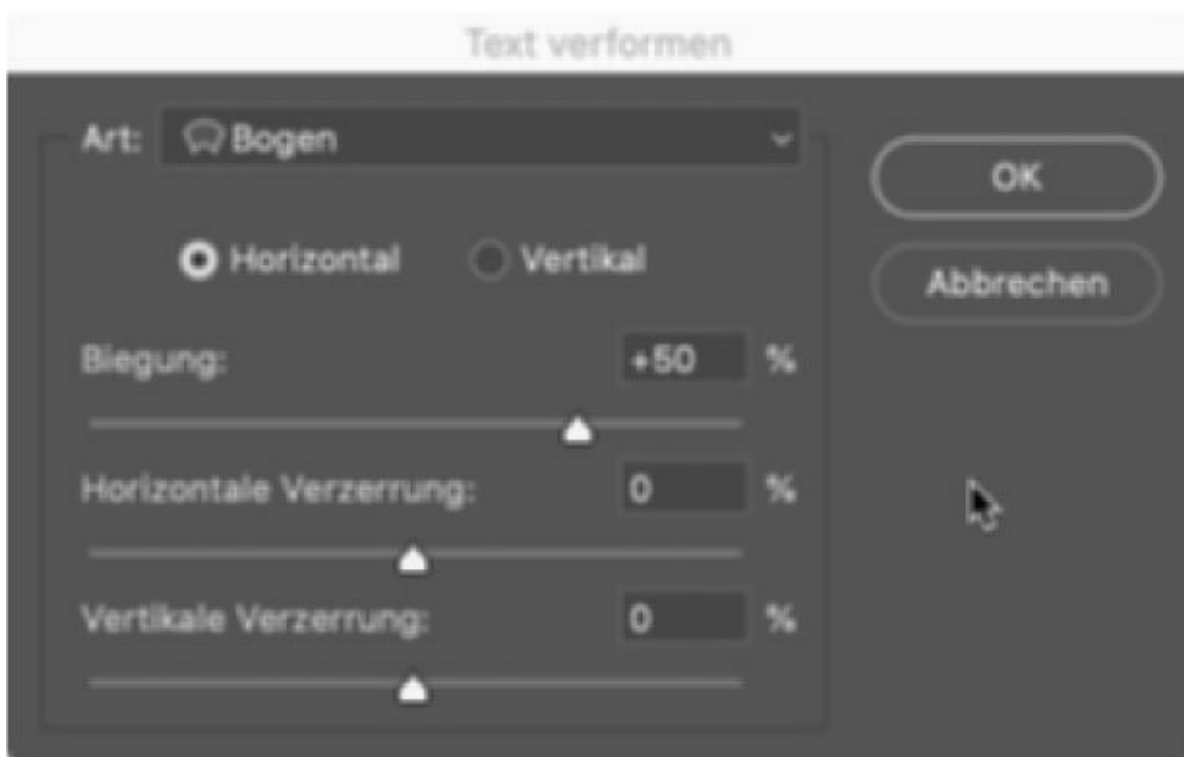 Text verformen
Art: Bogen
OK
Horizontal Vertikal
Abbrechen
Biegung: +50 %
Horizontale Verzerrung: 0 %
Vertikale Verzerrung: 0 %